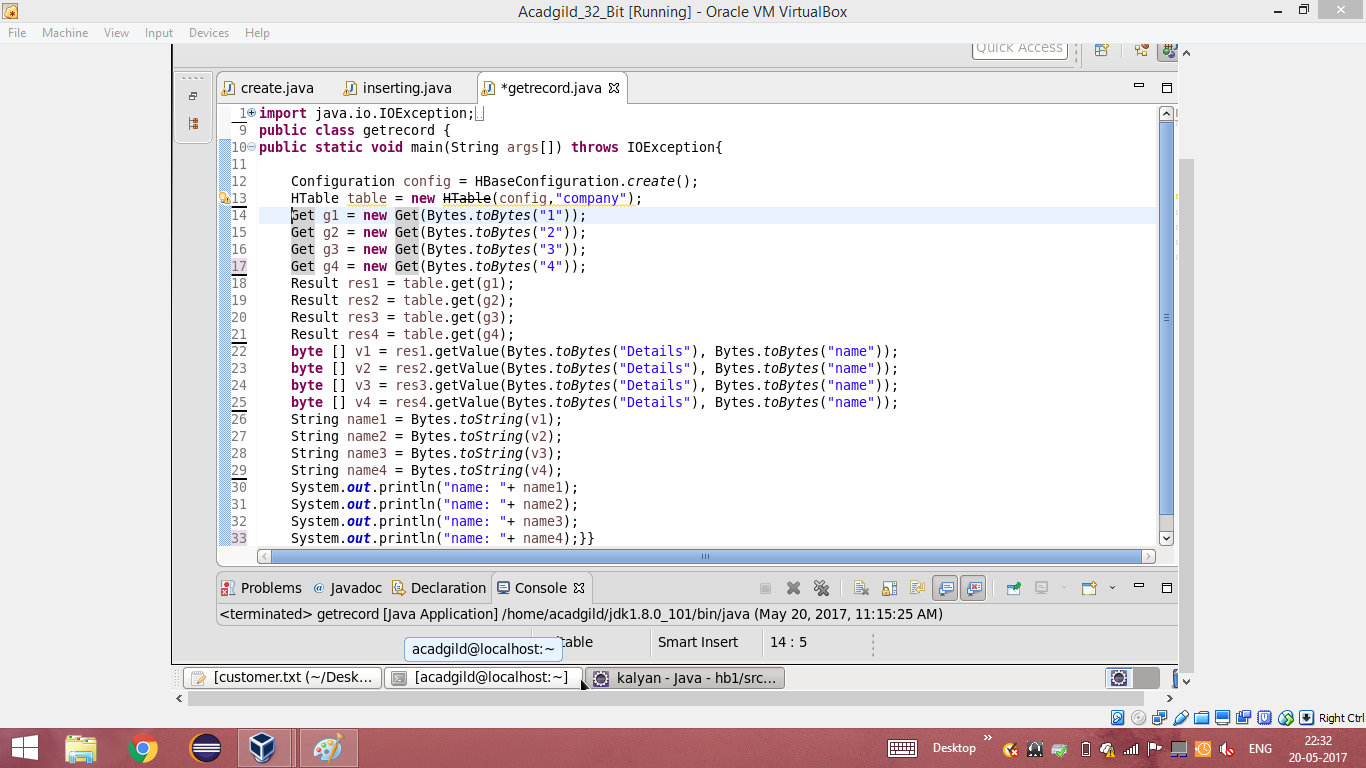 Acadgild_32_Bit [Running] - Oracle VM VirtualBox
File Machine View Input Devices Help
Quick Access
create.java inserting.java *getrecord.java
1 import java.io.IOException;
9 public class getrecord {
10 public static void main(String args[]) throws IOException{
11
12 Configuration config = HBaseConfiguration.create();
13 HTable table = new HTable(config,"company");
14 Get g1 = new Get(Bytes.toBytes("1"));
15 Get g2 = new Get(Bytes.toBytes("2"));
16 Get g3 = new Get(Bytes.toBytes("3"));
17 Get g4 = new Get(Bytes.toBytes("4"));
18 Result res1 = table.get(g1);
19 Result res2 = table.get(g2);
20 Result res3 = table.get(g3);
21 Result res4 = table.get(g4);
22 byte [] v1 = res1.getValue(Bytes.toBytes("Details"), Bytes.toBytes("name"));
23 byte [] v2 = res2.getValue(Bytes.toBytes("Details"), Bytes.toBytes("name"));
24 byte [] v3 = res3.getValue(Bytes.toBytes("Details"), Bytes.toBytes("name"));
25 byte [] v4 = res4.getValue(Bytes.toBytes("Details"), Bytes.toBytes("name"));
26 String name1 = Bytes.toString(v1);
27 String name2 = Bytes.toString(v2);
28 String name3 = Bytes.toString(v3);
29 String name4 = Bytes.toString(v4);
30 System.out.println("name: "+ name1);
31 System.out.println("name: "+ name2);
32 System.out.println("name: "+ name3);
33 System.out.println("name: "+ name4);}}
Problems @ Javadoc Declaration Console
<terminated> getrecord [Java Application] /home/acadgild/jdk1.8.0_101/bin/java (May 20, 2017, 11:15:25 AM)
table Smart Insert 14 : 5
acadgild@localhost:~
[customer.txt (~/Desk... [acadgild@localhost:~] kalyan - Java - hb1/src...
Right Ctrl
Desktop » ENG 22:32
20-05-2017